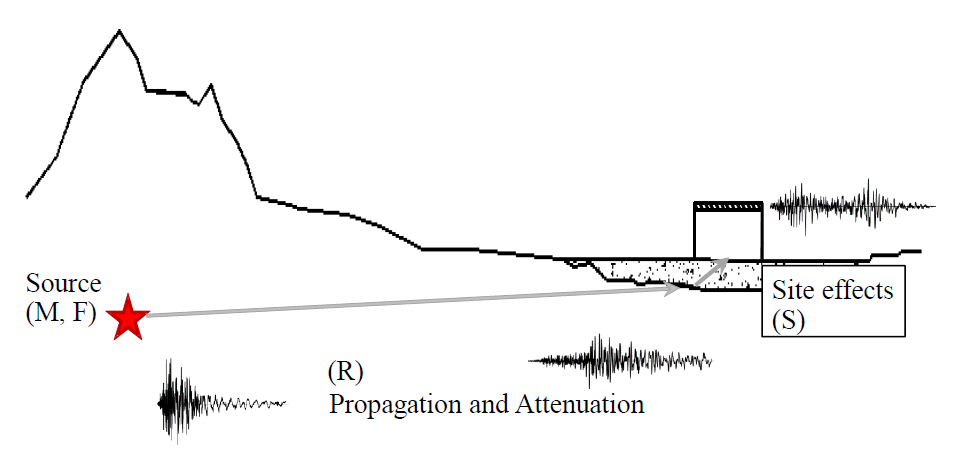 Source
(M, F)
(R)
Propagation and Attenuation
Site effects
(S)